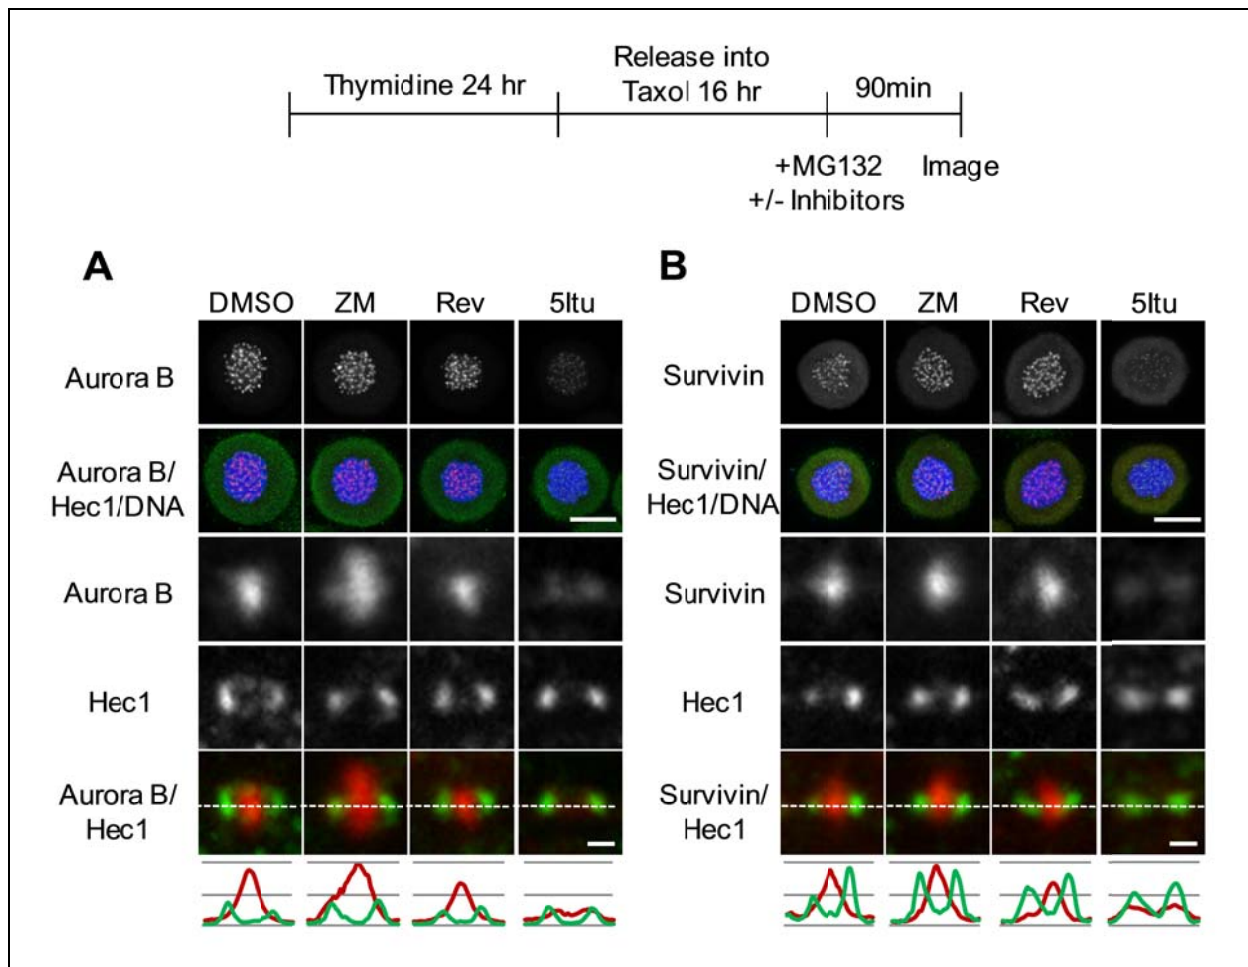 Thymidine 24 hr
Release into
Taxol 16 hr
90min
+MG132
+/- Inhibitors
Image
A
DMSO ZM Rev 5Itu
Aurora B
Aurora B/
Hec1/DNA
Aurora B
Hec1
Aurora B/
Hec1
B
DMSO ZM Rev 5Itu
Survivin
Survivin/
Hec1/DNA
Survivin
Hec1
Survivin/
Hec1